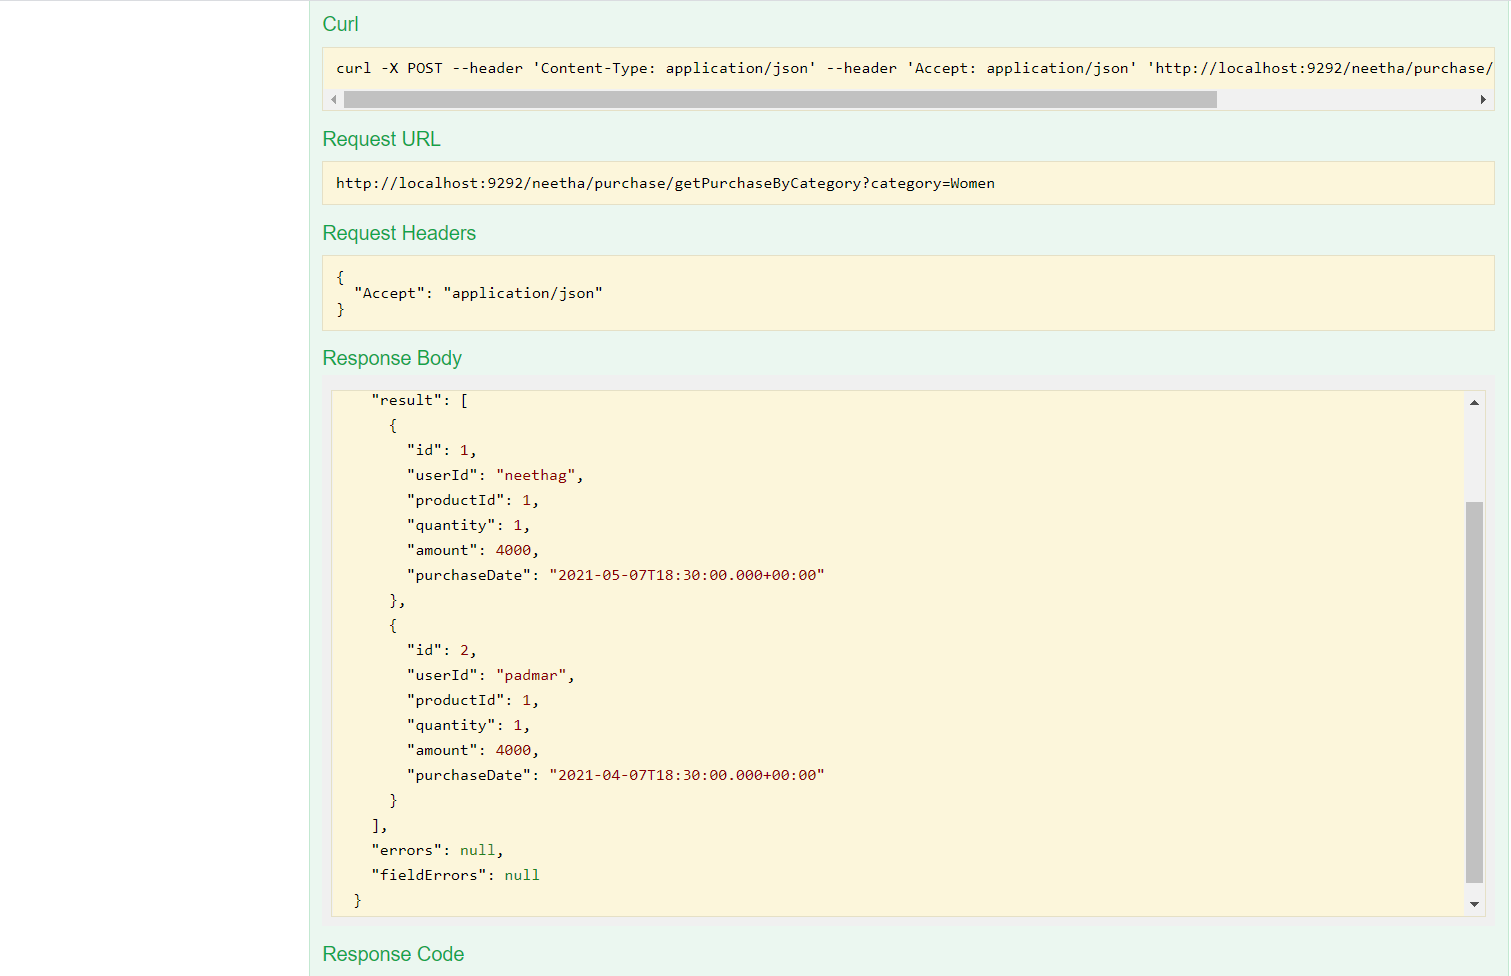 Curl
curl -X POST --header 'Content-Type: application/json' --header 'Accept: application/json' 'http://localhost:9292/neetha/purchase/
Request URL
http://localhost:9292/neetha/purchase/getPurchaseByCategory?category=Women
Request Headers
{
  "Accept": "application/json"
}
Response Body
  "result": [
    {
      "id": 1,
      "userId": "neethag",
      "productId": 1,
      "quantity": 1,
      "amount": 4000,
      "purchaseDate": "2021-05-07T18:30:00.000+00:00"
    },
    {
      "id": 2,
      "userId": "padmar",
      "productId": 1,
      "quantity": 1,
      "amount": 4000,
      "purchaseDate": "2021-04-07T18:30:00.000+00:00"
    }
  ],
  "errors": null,
  "fieldErrors": null
}
Response Code